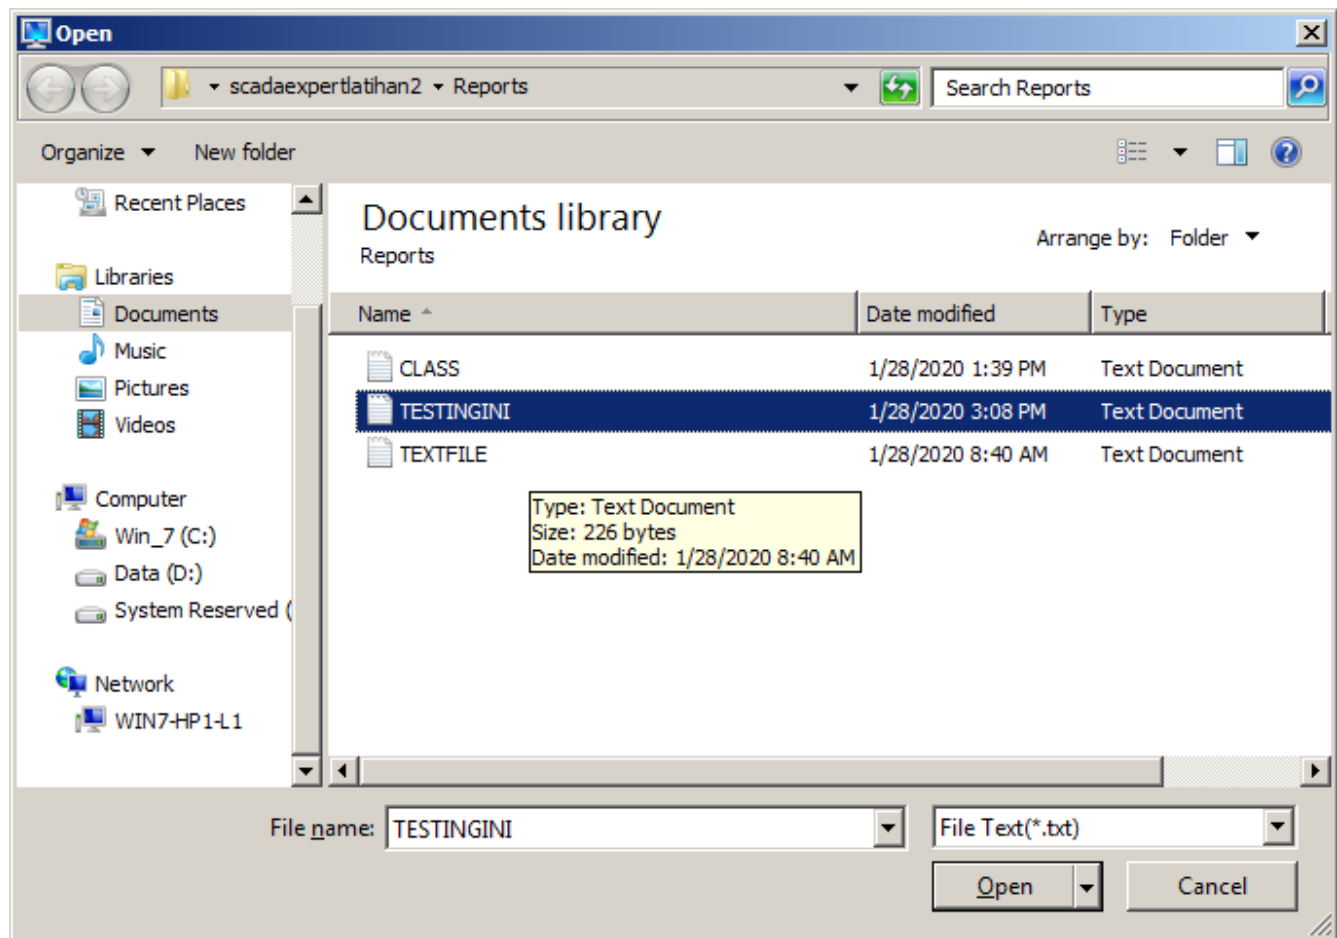 Open
scadaexpertlatihan2 Reports
Search Reports
Organize New folder
Recent Places
Libraries
Documents
Music
Pictures
Videos
Computer
Win_7 (C:)
Data (D:)
System Reserved (
Network
WIN7-HP1-L1
Documents library
Reports
Arrange by: Folder
Name Date modified Type
CLASS 1/28/2020 1:39 PM Text Document
TESTINGINI 1/28/2020 3:08 PM Text Document
TEXTFILE 1/28/2020 8:40 AM Text Document
Type: Text Document
Size: 226 bytes
Date modified: 1/28/2020 8:40 AM
File name: TESTINGINI
File Text(*.txt)
Open Cancel